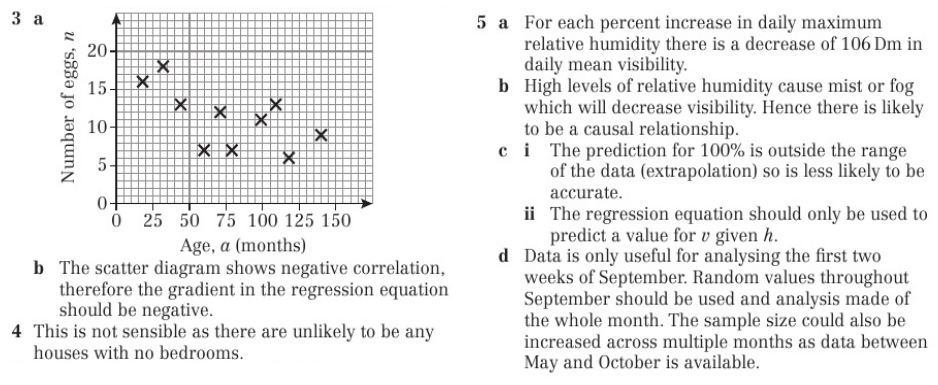 3 a
Number of eggs, n
20
15
10
5
0
0 25 50 75 100 125 150
Age, a (months)
b The scatter diagram shows negative correlation,
therefore the gradient in the regression equation
should be negative.
4 This is not sensible as there are unlikely to be any
houses with no bedrooms.
5 a For each percent increase in daily maximum
relative humidity there is a decrease of 106 Dm in
daily mean visibility.
b High levels of relative humidity cause mist or fog
which will decrease visibility. Hence there is likely
to be a causal relationship.
c i The prediction for 100% is outside the range
of the data (extrapolation) so is less likely to be
accurate.
ii The regression equation should only be used to
predict a value for v given h.
d Data is only useful for analysing the first two
weeks of September. Random values throughout
September should be used and analysis made of
the whole month. The sample size could also be
increased across multiple months as data between
May and October is available.